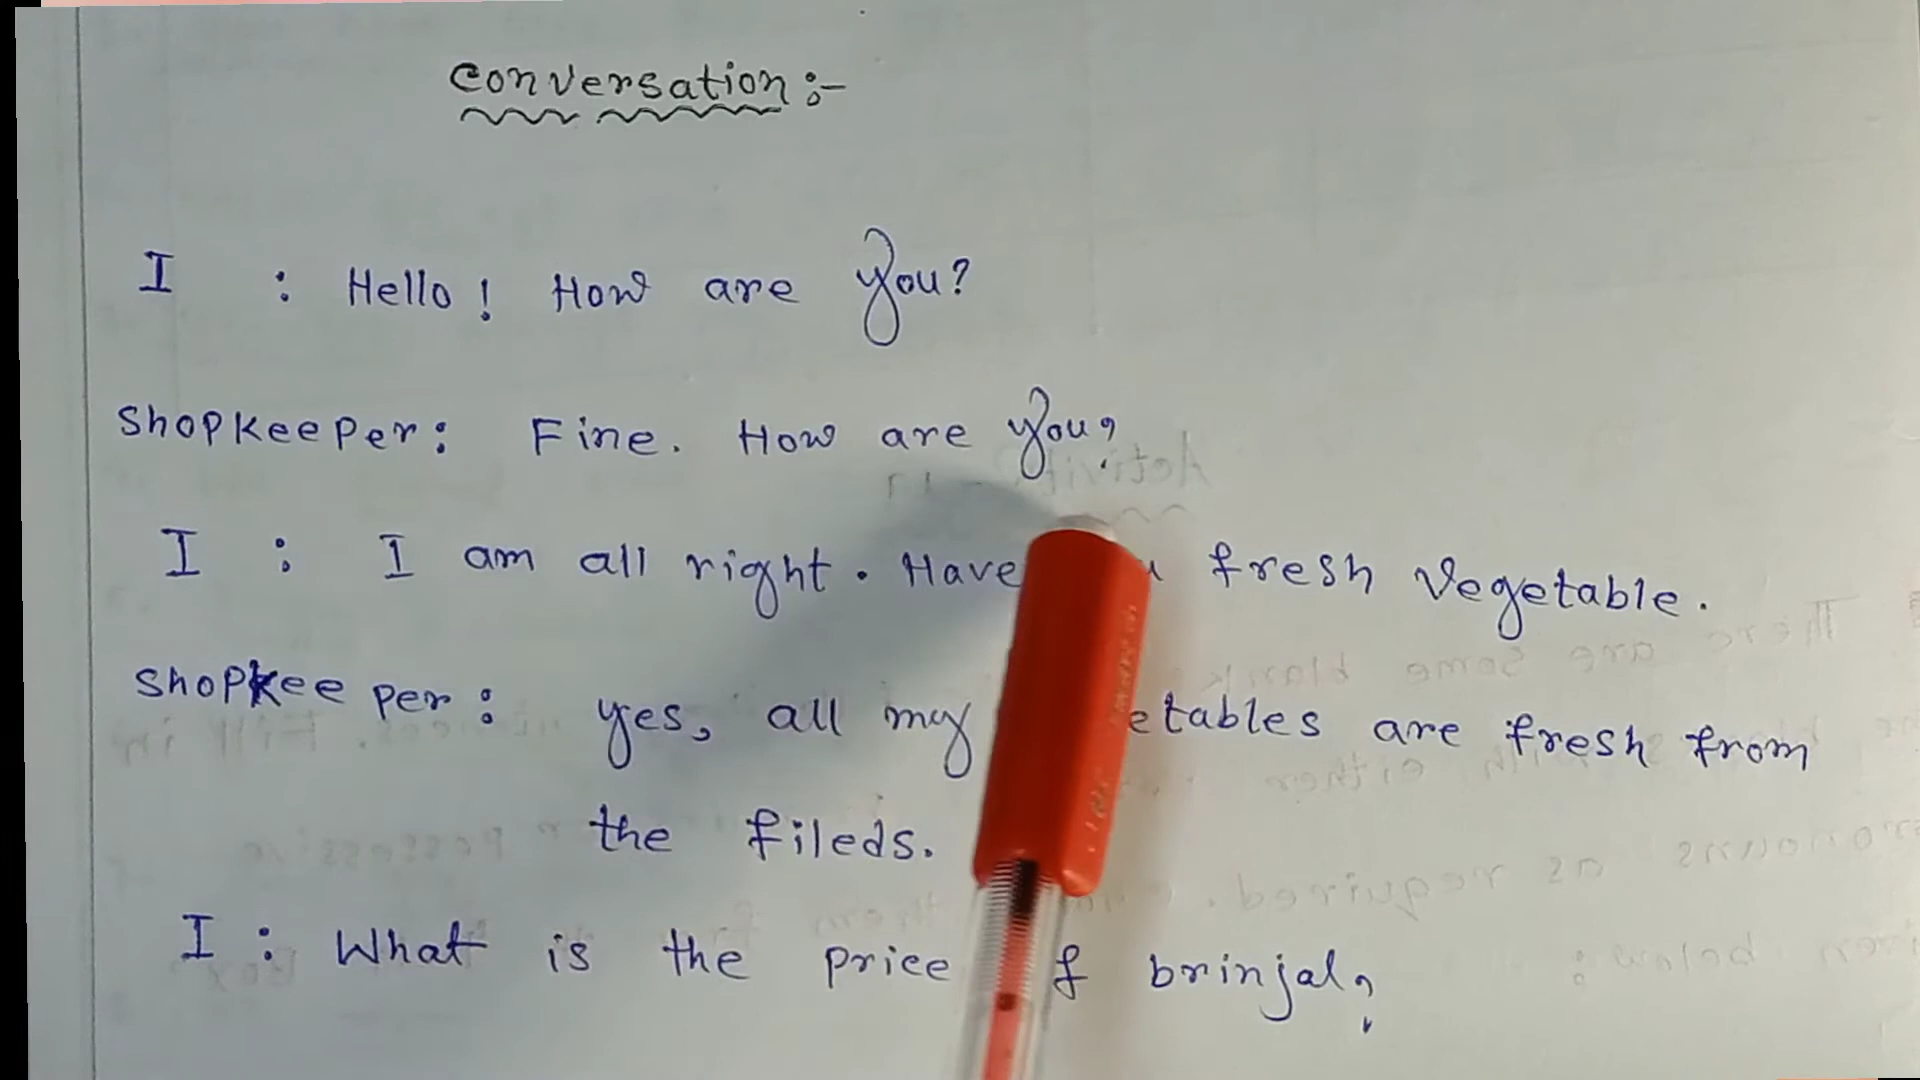 Conversation :-
I : Hello! How are you?
Shopkeeper: Fine. How are you?
I : I am all right. Have fresh Vegetable.
Shopkeeper: yes, all my are fresh from
the fileds.
I : What is the price brinjal?